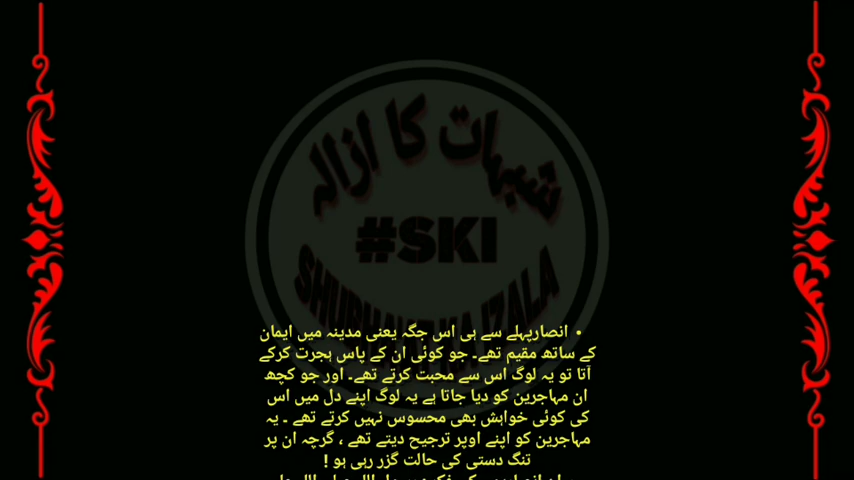 شبہات کا ازالہ
#SKI
SHUBHAAT KA IZALA
• انصارپہلے سے ہی اس جگہ یعنی مدینہ میں ایمان
کے ساتھ مقیم تھے۔ جو کوئی ان کے پاس ہجرت کرکے
آتا تو یہ لوگ اس سے محبت کرتے تھے۔ اور جو کچھ
ان مہاجرین کو دیا جاتا ہے یہ لوگ اپنے دل میں اس
کی کوئی خواہش بھی محسوس نہیں کرتے تھے ۔ یہ
مہاجرین کو اپنے اوپر ترجیح دیتے تھے ، گرچہ ان پر
تنگ دستی کی حالت گزر رہی ہو !